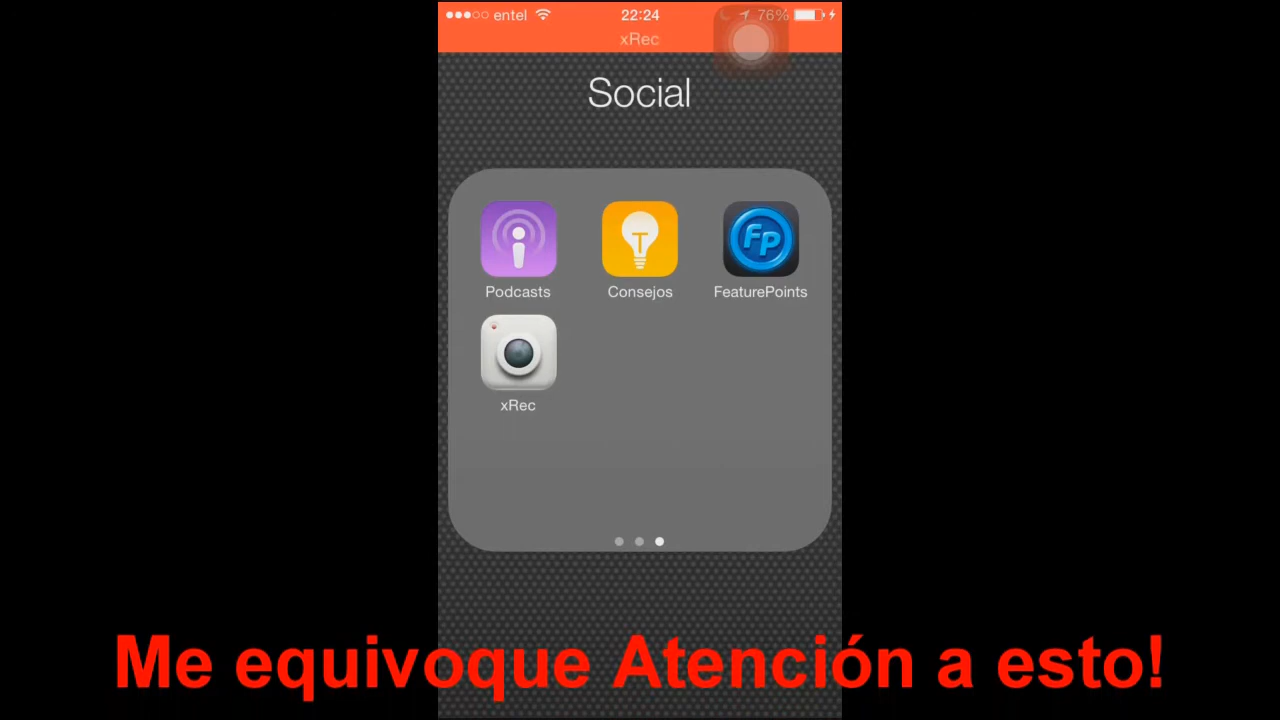 entel 22:24 76%
xRec
Social
Podcasts Consejos FeaturePoints
xRec
Me equivoque Atención a esto!